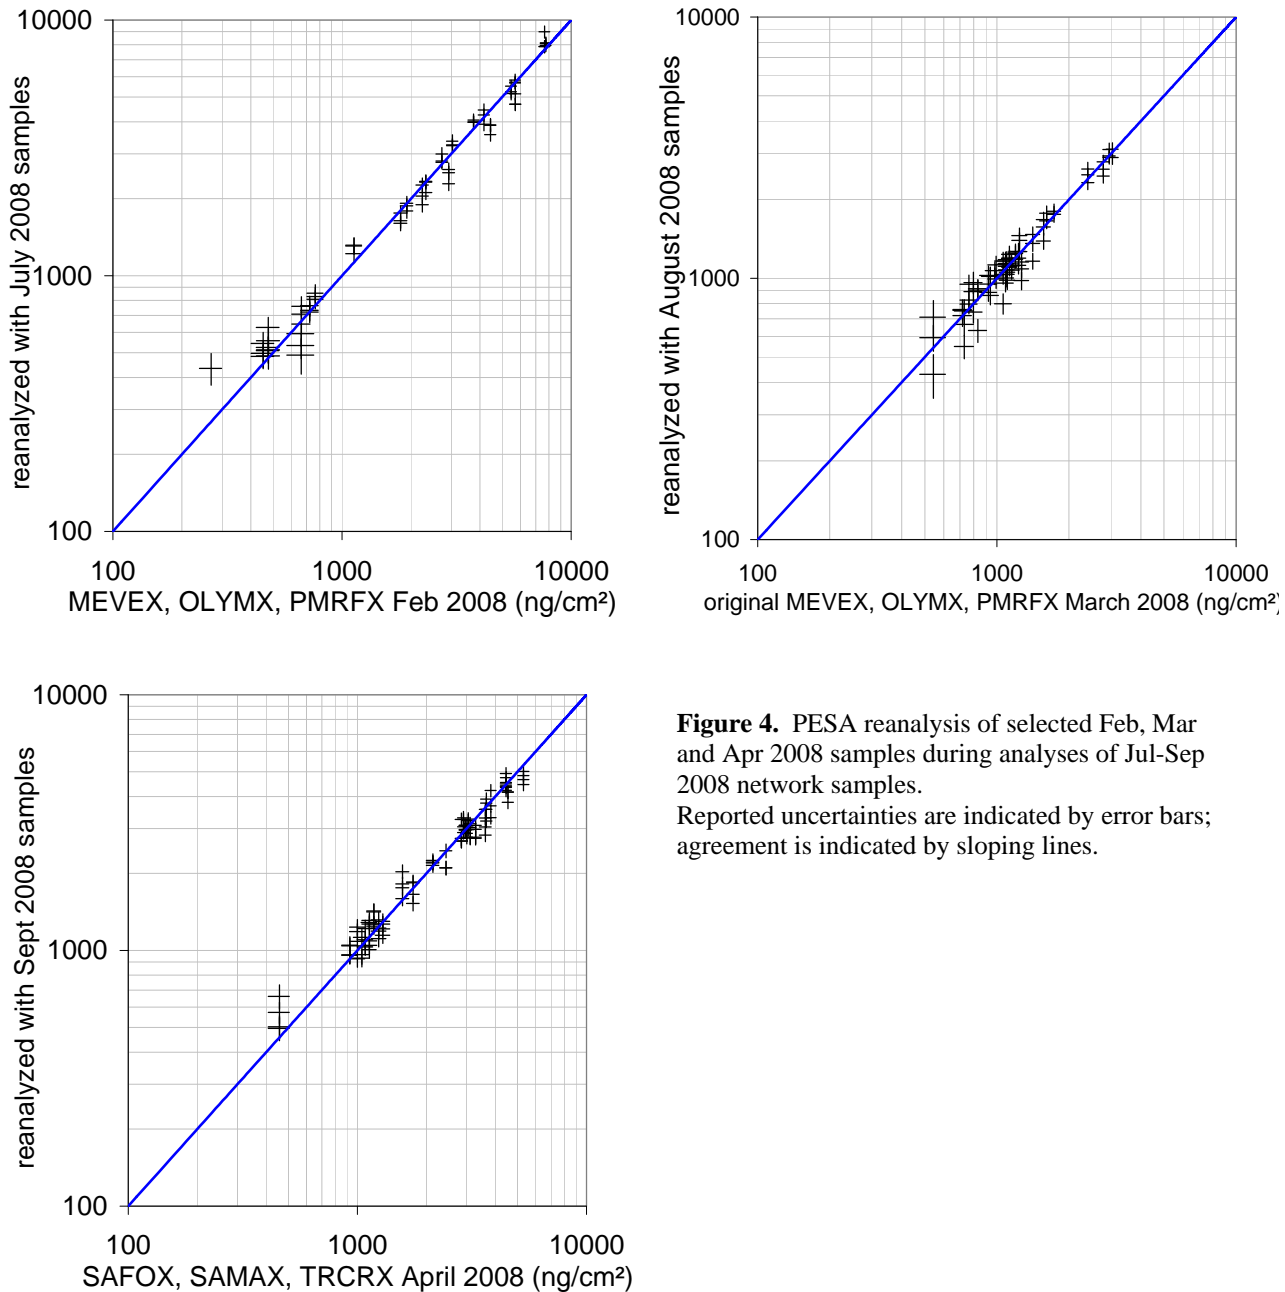 10000
1000
100
reanalyzed with July 2008 samples
100 1000 10000
MEVEX, OLYMX, PMRFX Feb 2008 (ng/cm²)
10000
1000
100
reanalyzed with August 2008 samples
100 1000 10000
original MEVEX, OLYMX, PMRFX March 2008 (ng/cm²)
10000
1000
100
reanalyzed with Sept 2008 samples
100 1000 10000
SAFOX, SAMAX, TRCRX April 2008 (ng/cm²)
Figure 4. PESA reanalysis of selected Feb, Mar
and Apr 2008 samples during analyses of Jul-Sep
2008 network samples.
Reported uncertainties are indicated by error bars;
agreement is indicated by sloping lines.